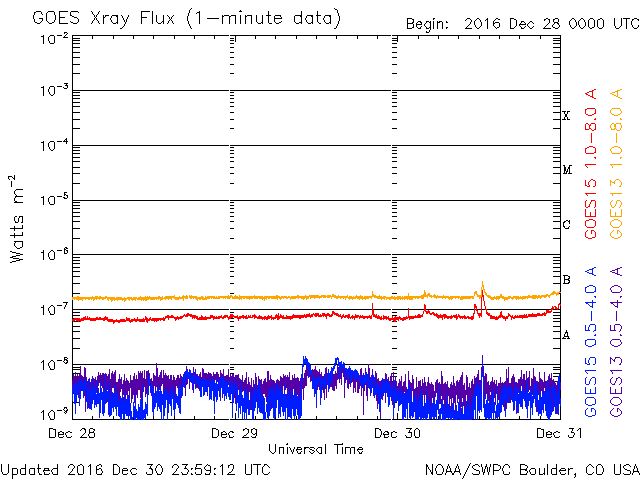 GOES Xray Flux (1-minute data)
Begin: 2016 Dec 28 0000 UTC
10-2
10-3
10-4
10-5
10-6
10-7
10-8
10-9
Watts m-2
X
M
C
B
A
GOES15 1.0-8.0 A
GOES13 1.0-8.0 A
GOES15 0.5-4.0 A
GOES13 0.5-4.0 A
Dec 28
Dec 29
Dec 30
Dec 31
Universal Time
Updated 2016 Dec 30 23:59:12 UTC
NOAA/SWPC Boulder, CO USA